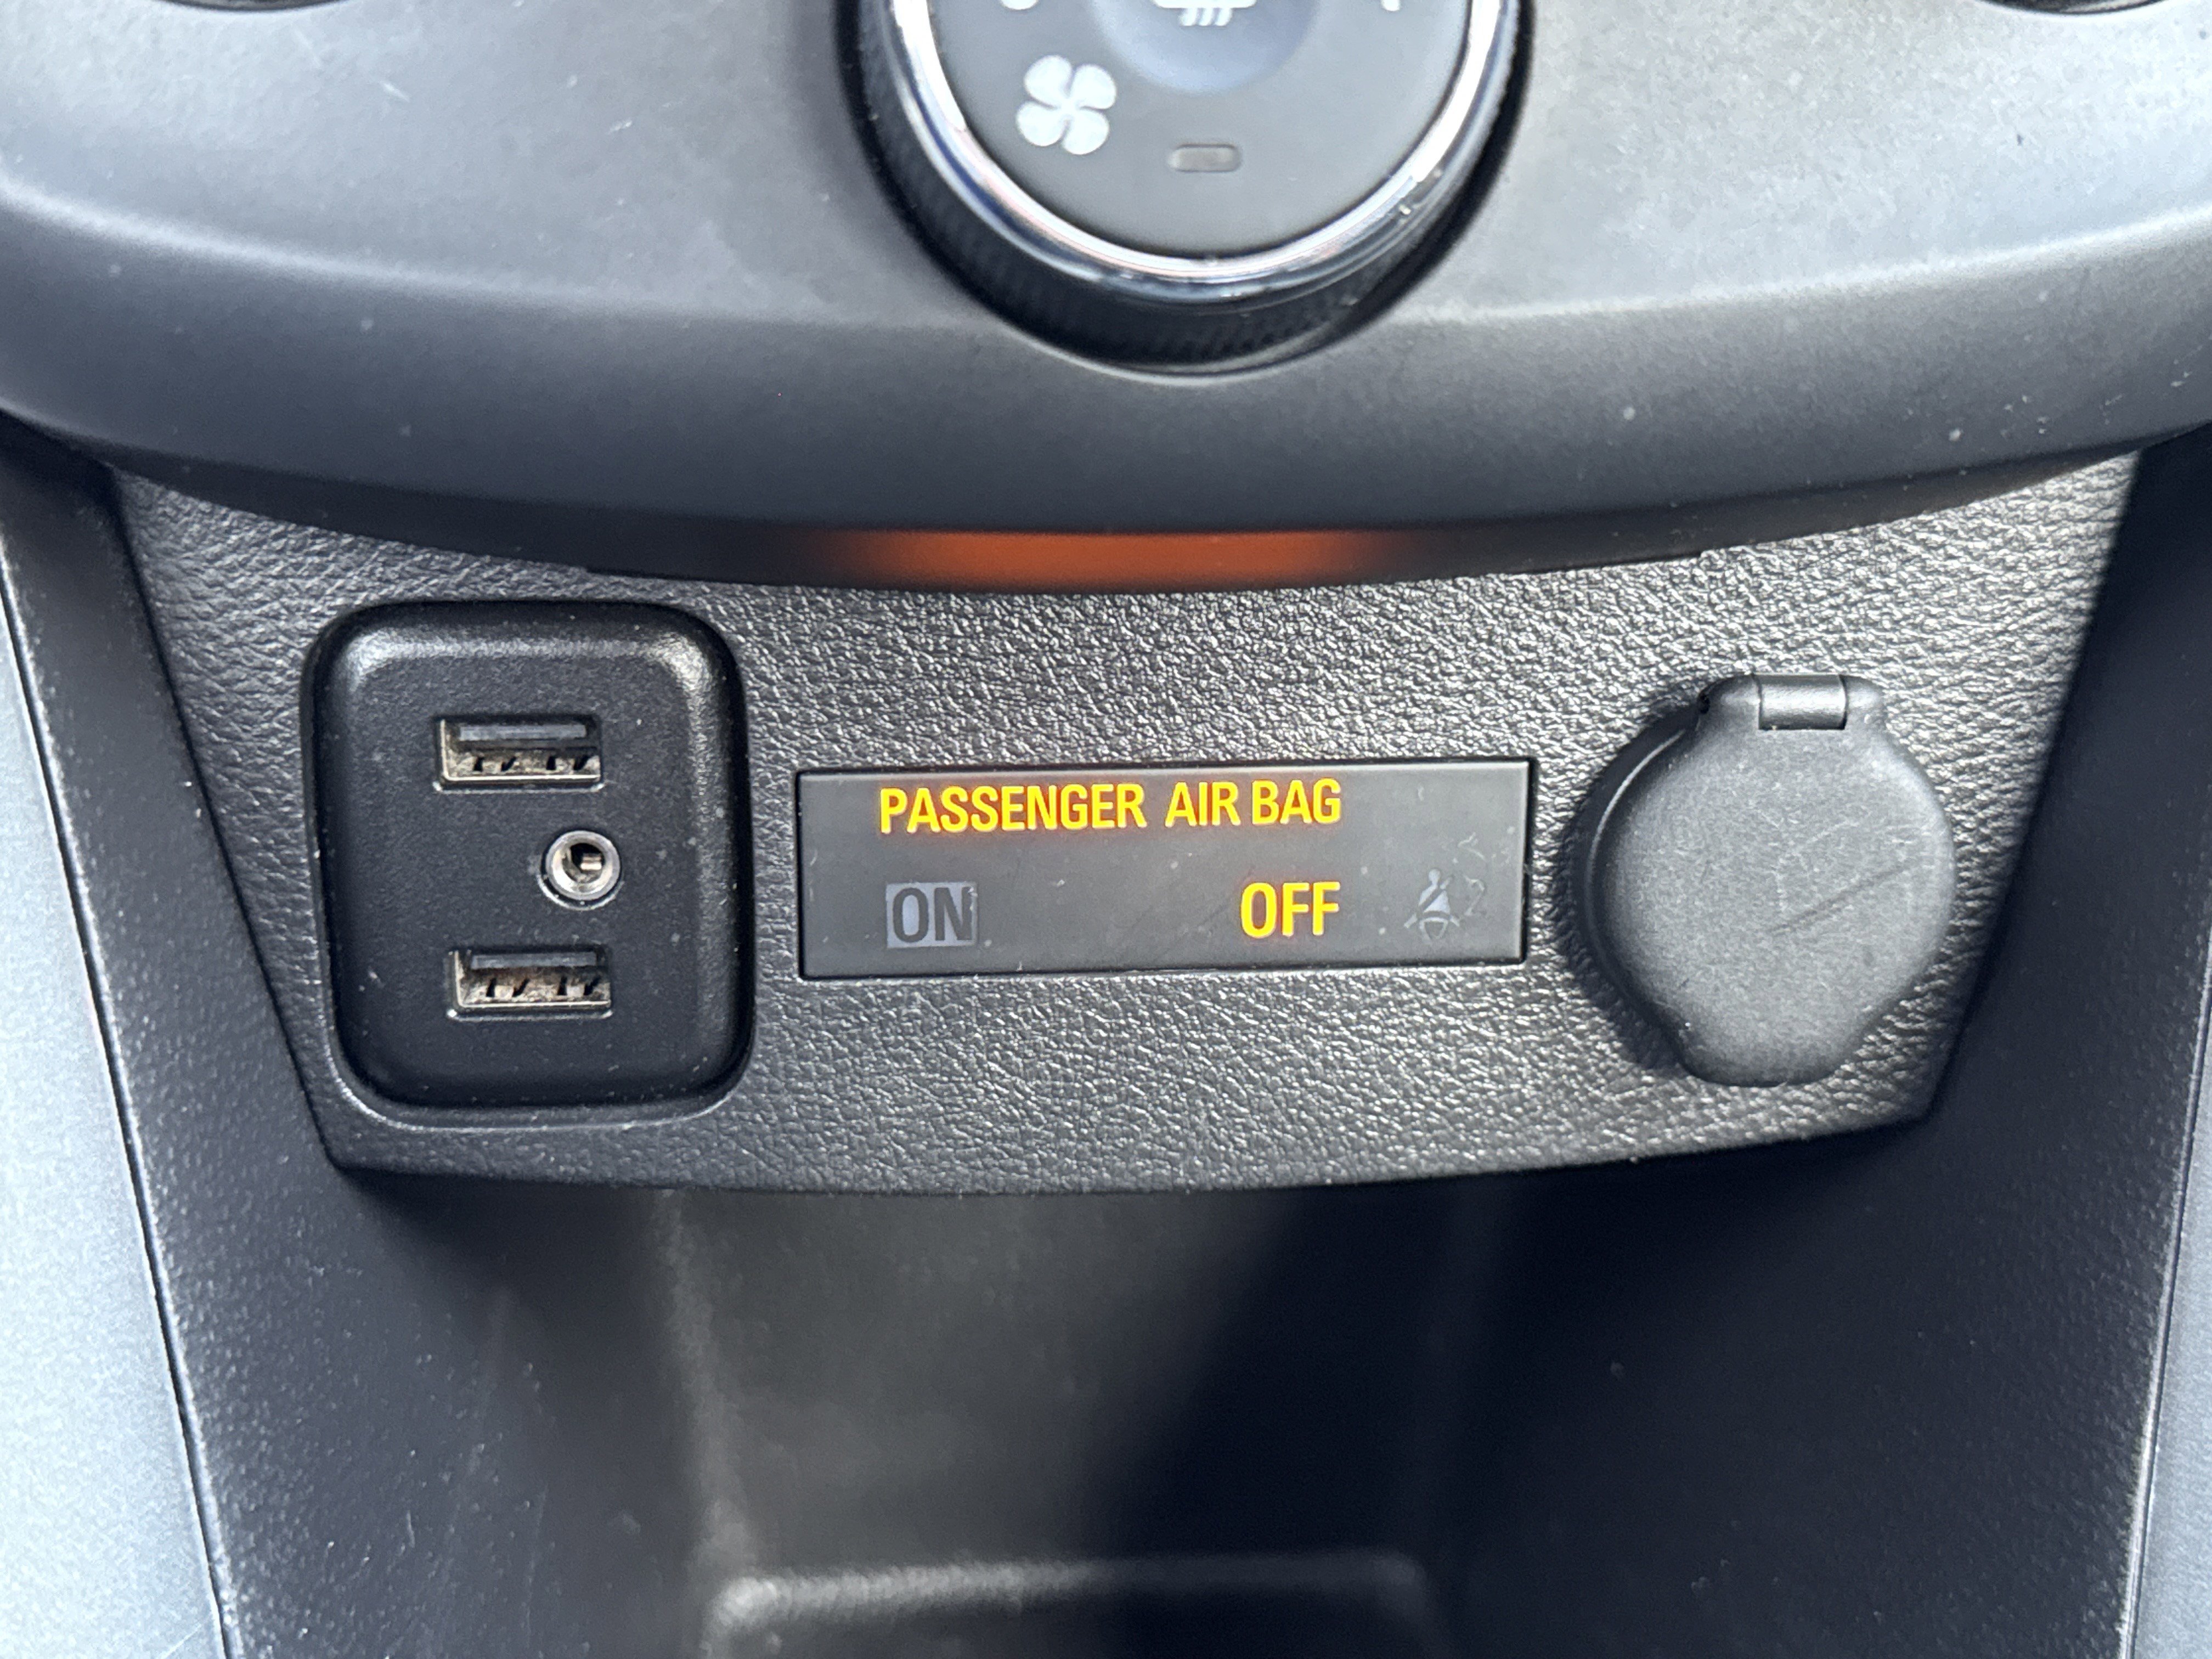 PASSENGER AIR BAG
ON OFF